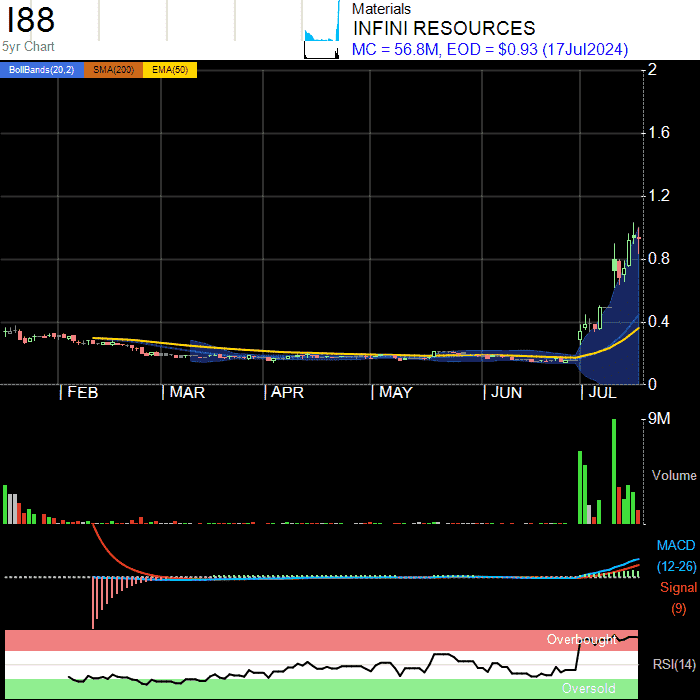 I88
5yr Chart
Materials
INFINI RESOURCES
MC = 56.8M, EOD = $0.93 (17Jul2024)
BollBands(20,2) SMA(200) EMA(50)
2
1.6
1.2
0.8
0.4
0
FEB MAR APR MAY JUN JUL
9M
Volume
MACD
(12-26)
Signal
(9)
Overbought
RSI(14)
Oversold